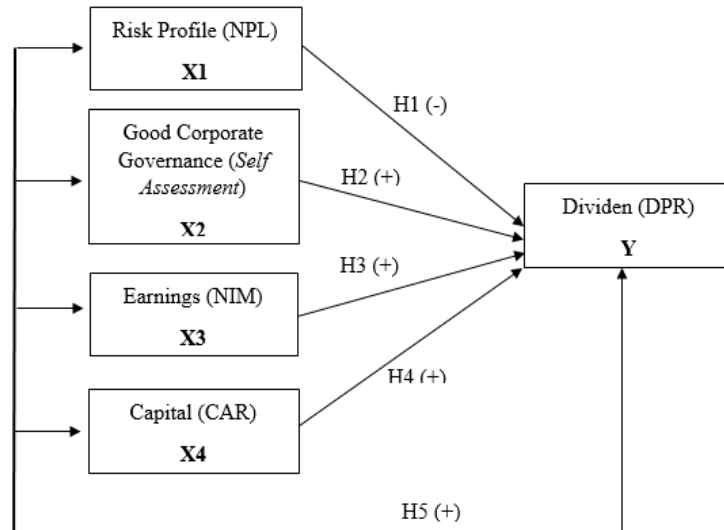 Risk Profile (NPL)
X1
H1 (-)
Good Corporate
Governance (Self
Assessment)
X2
H2 (+)
Dividen (DPR)
Y
H3 (+)
Earnings (NIM)
X3
H4 (+)
Capital (CAR)
X4
H5 (+)